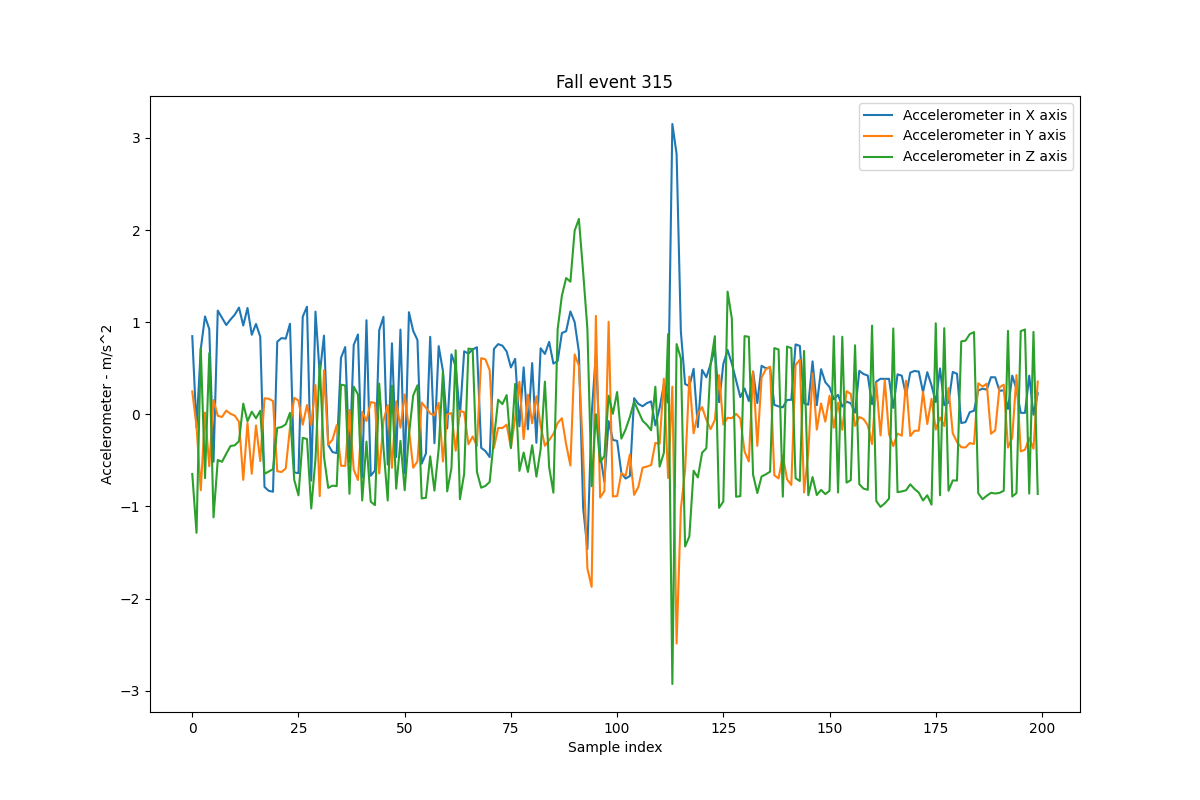 Fall event 315
Accelerometer in X axis
Accelerometer in Y axis
Accelerometer in Z axis
Accelerometer - m/s^2
3
2
1
0
−1
−2
−3
0 25 50 75 100 125 150 175 200
Sample index